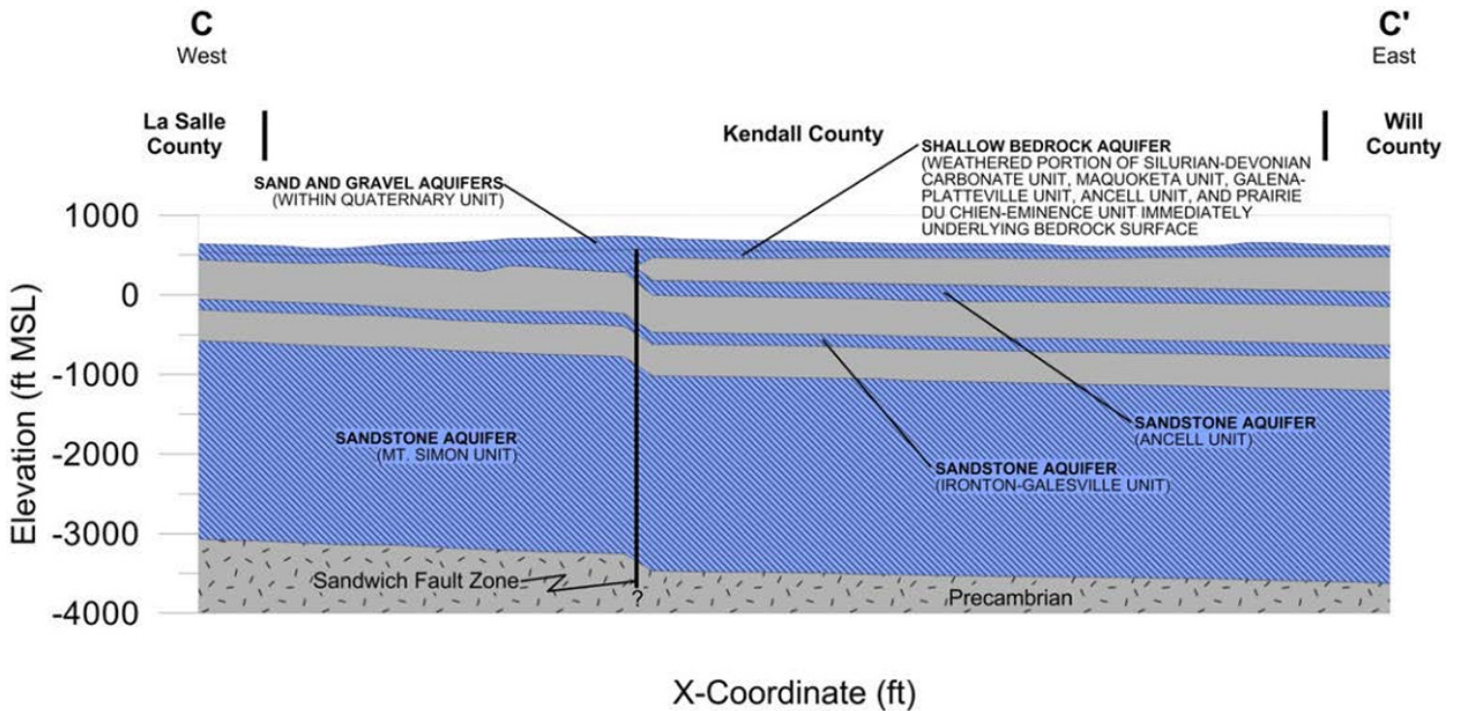 C
West
C'
East
La Salle
County
Kendall County
Will
County
SHALLOW BEDROCK AQUIFER
(WEATHERED PORTION OF SILURIAN-DEVONIAN
CARBONATE UNIT, MAQUOKETA UNIT, GALENA-
PLATTEVILLE UNIT, ANCELL UNIT, AND PRAIRIE
DU CHIEN-EMINENCE UNIT IMMEDIATELY
UNDERLYING BEDROCK SURFACE
SAND AND GRAVEL AQUIFERS
(WITHIN QUATERNARY UNIT)
Elevation (ft MSL)
1000
0
-1000
-2000
-3000
-4000
SANDSTONE AQUIFER
(ANCELL UNIT)
SANDSTONE AQUIFER
(MT. SIMON UNIT)
SANDSTONE AQUIFER
(IRONTON-GALESVILLE UNIT)
Sandwich Fault Zone
?
Precambrian
X-Coordinate (ft)